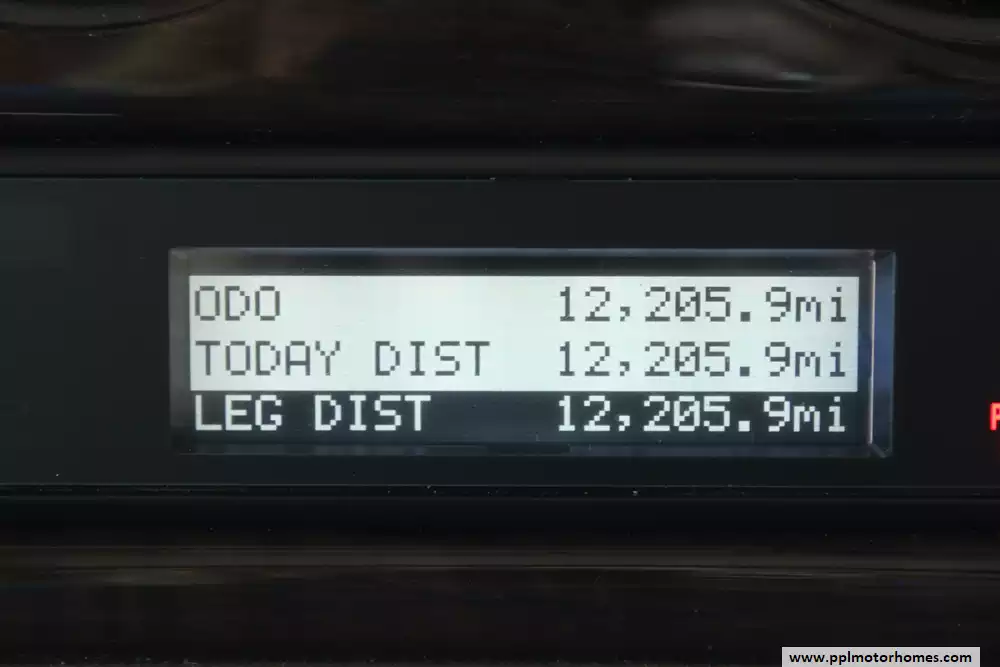 ODO 12,205.9mi
TODAY DIST 12,205.9mi
LEG DIST 12,205.9mi
www.pplmotorhomes.com